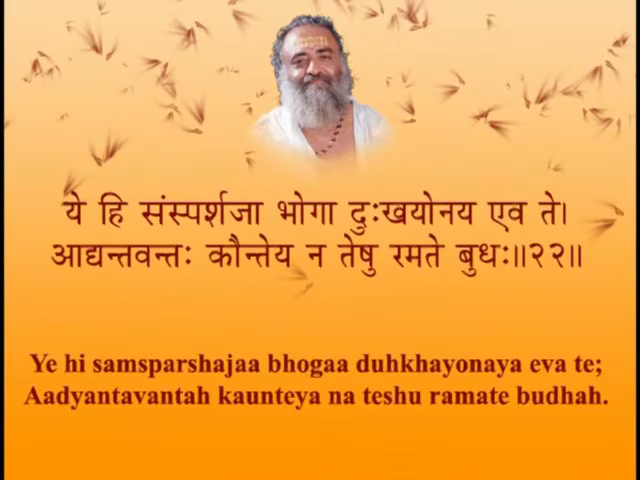 ये हि संस्पर्शजा भोगा दुःखयोनय एव ते।
आद्यन्तवन्तः कौन्तेय न तेषु रमते बुधः॥२२॥
Ye hi samsparshajaa bhogaa duhkhayonaya eva te;
Aadyantavantah kaunteya na teshu ramate budhah.